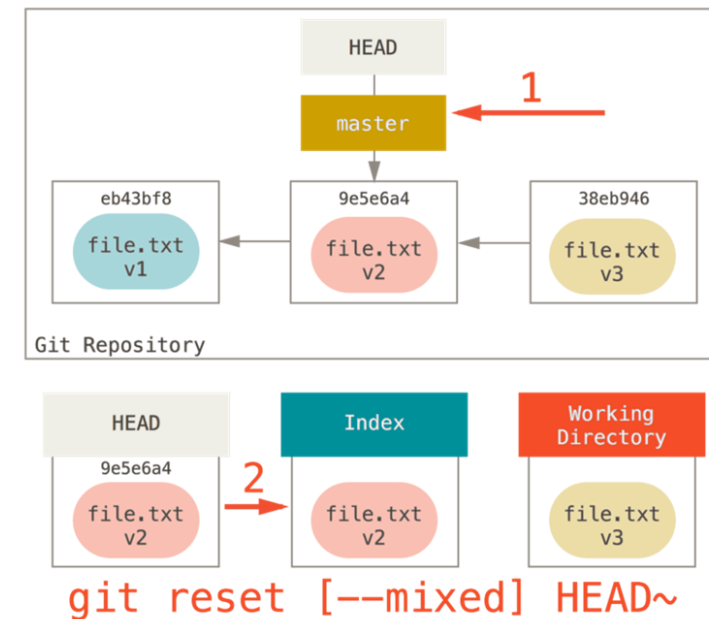 HEAD
1
master
eb43bf8
9e5e6a4
38eb946
file.txt
v1
file.txt
v2
file.txt
v3
Git Repository
HEAD
Index
Working
Directory
9e5e6a4
2
file.txt
v2
file.txt
v2
file.txt
v3
git reset [--mixed] HEAD~